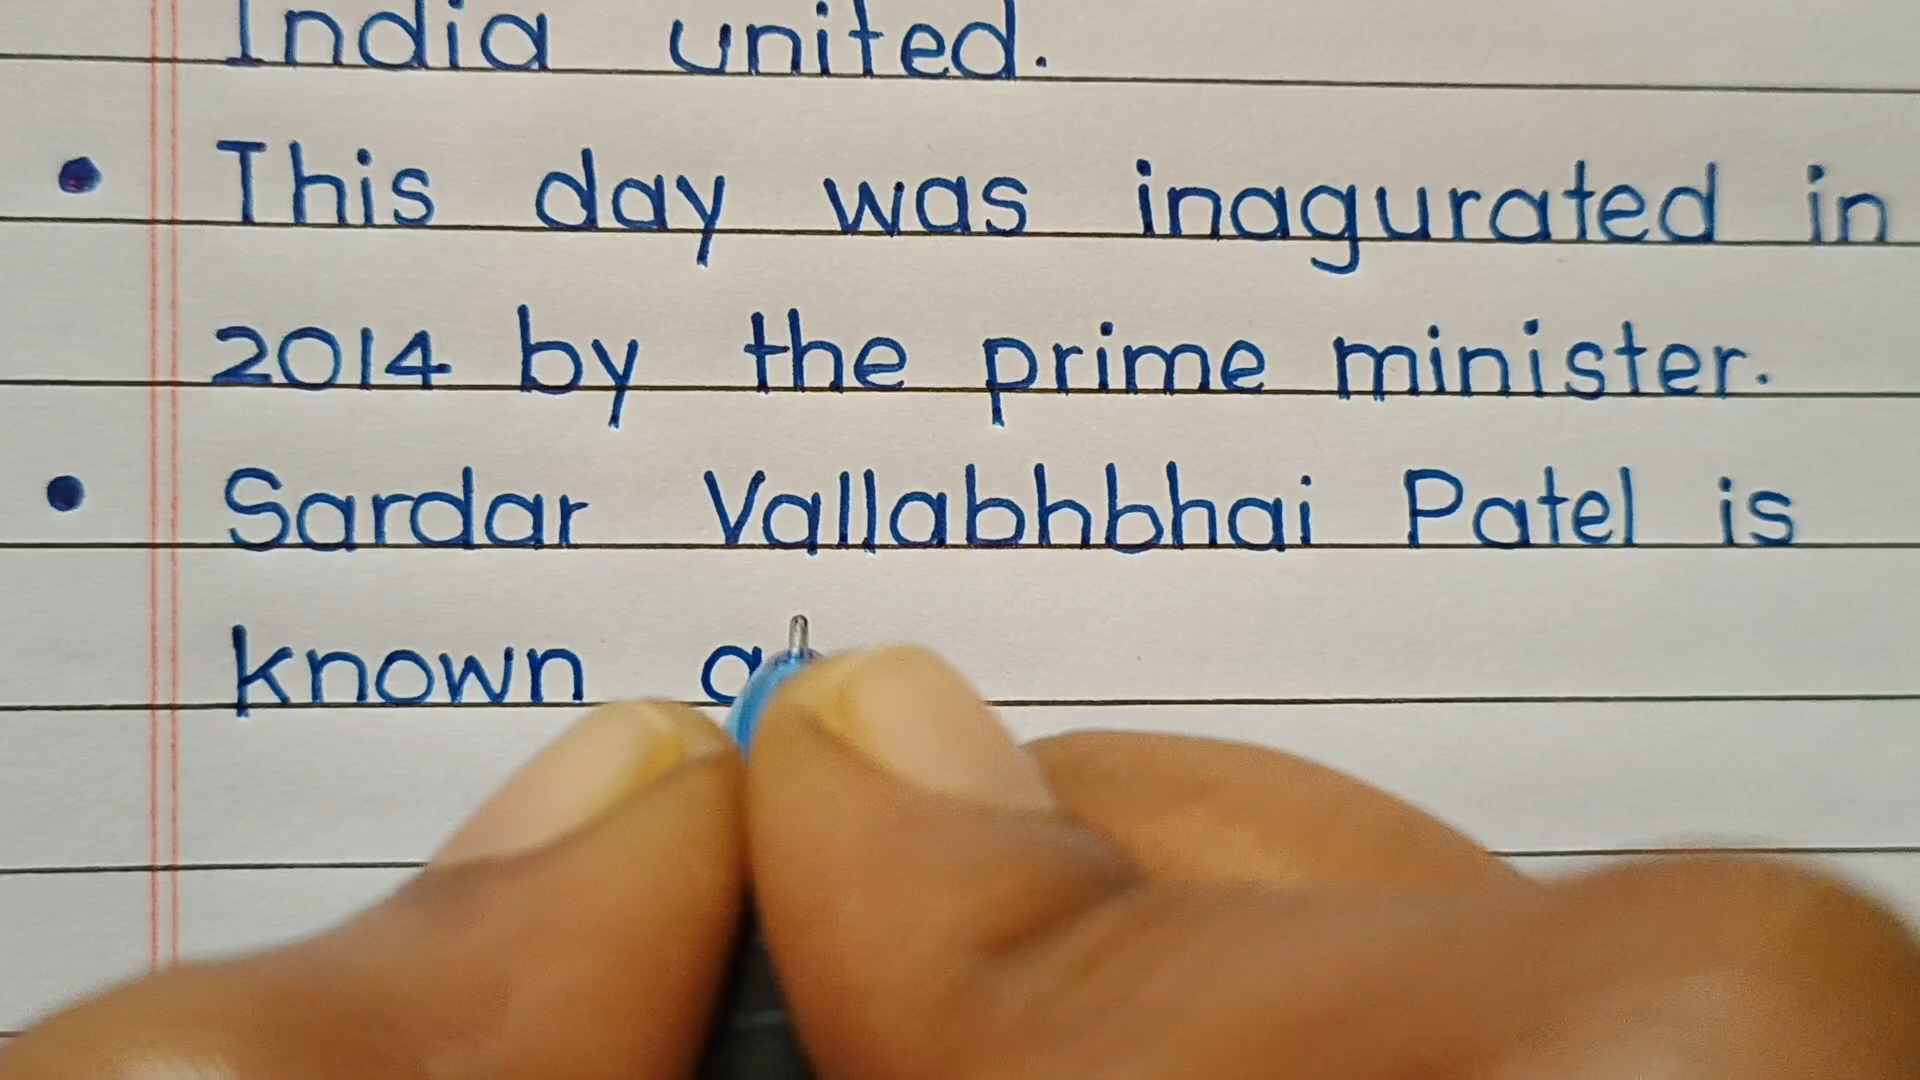 India united.
• This day was inagurated in
2014 by the prime minister.
• Sardar Vallabhbhai Patel is
known